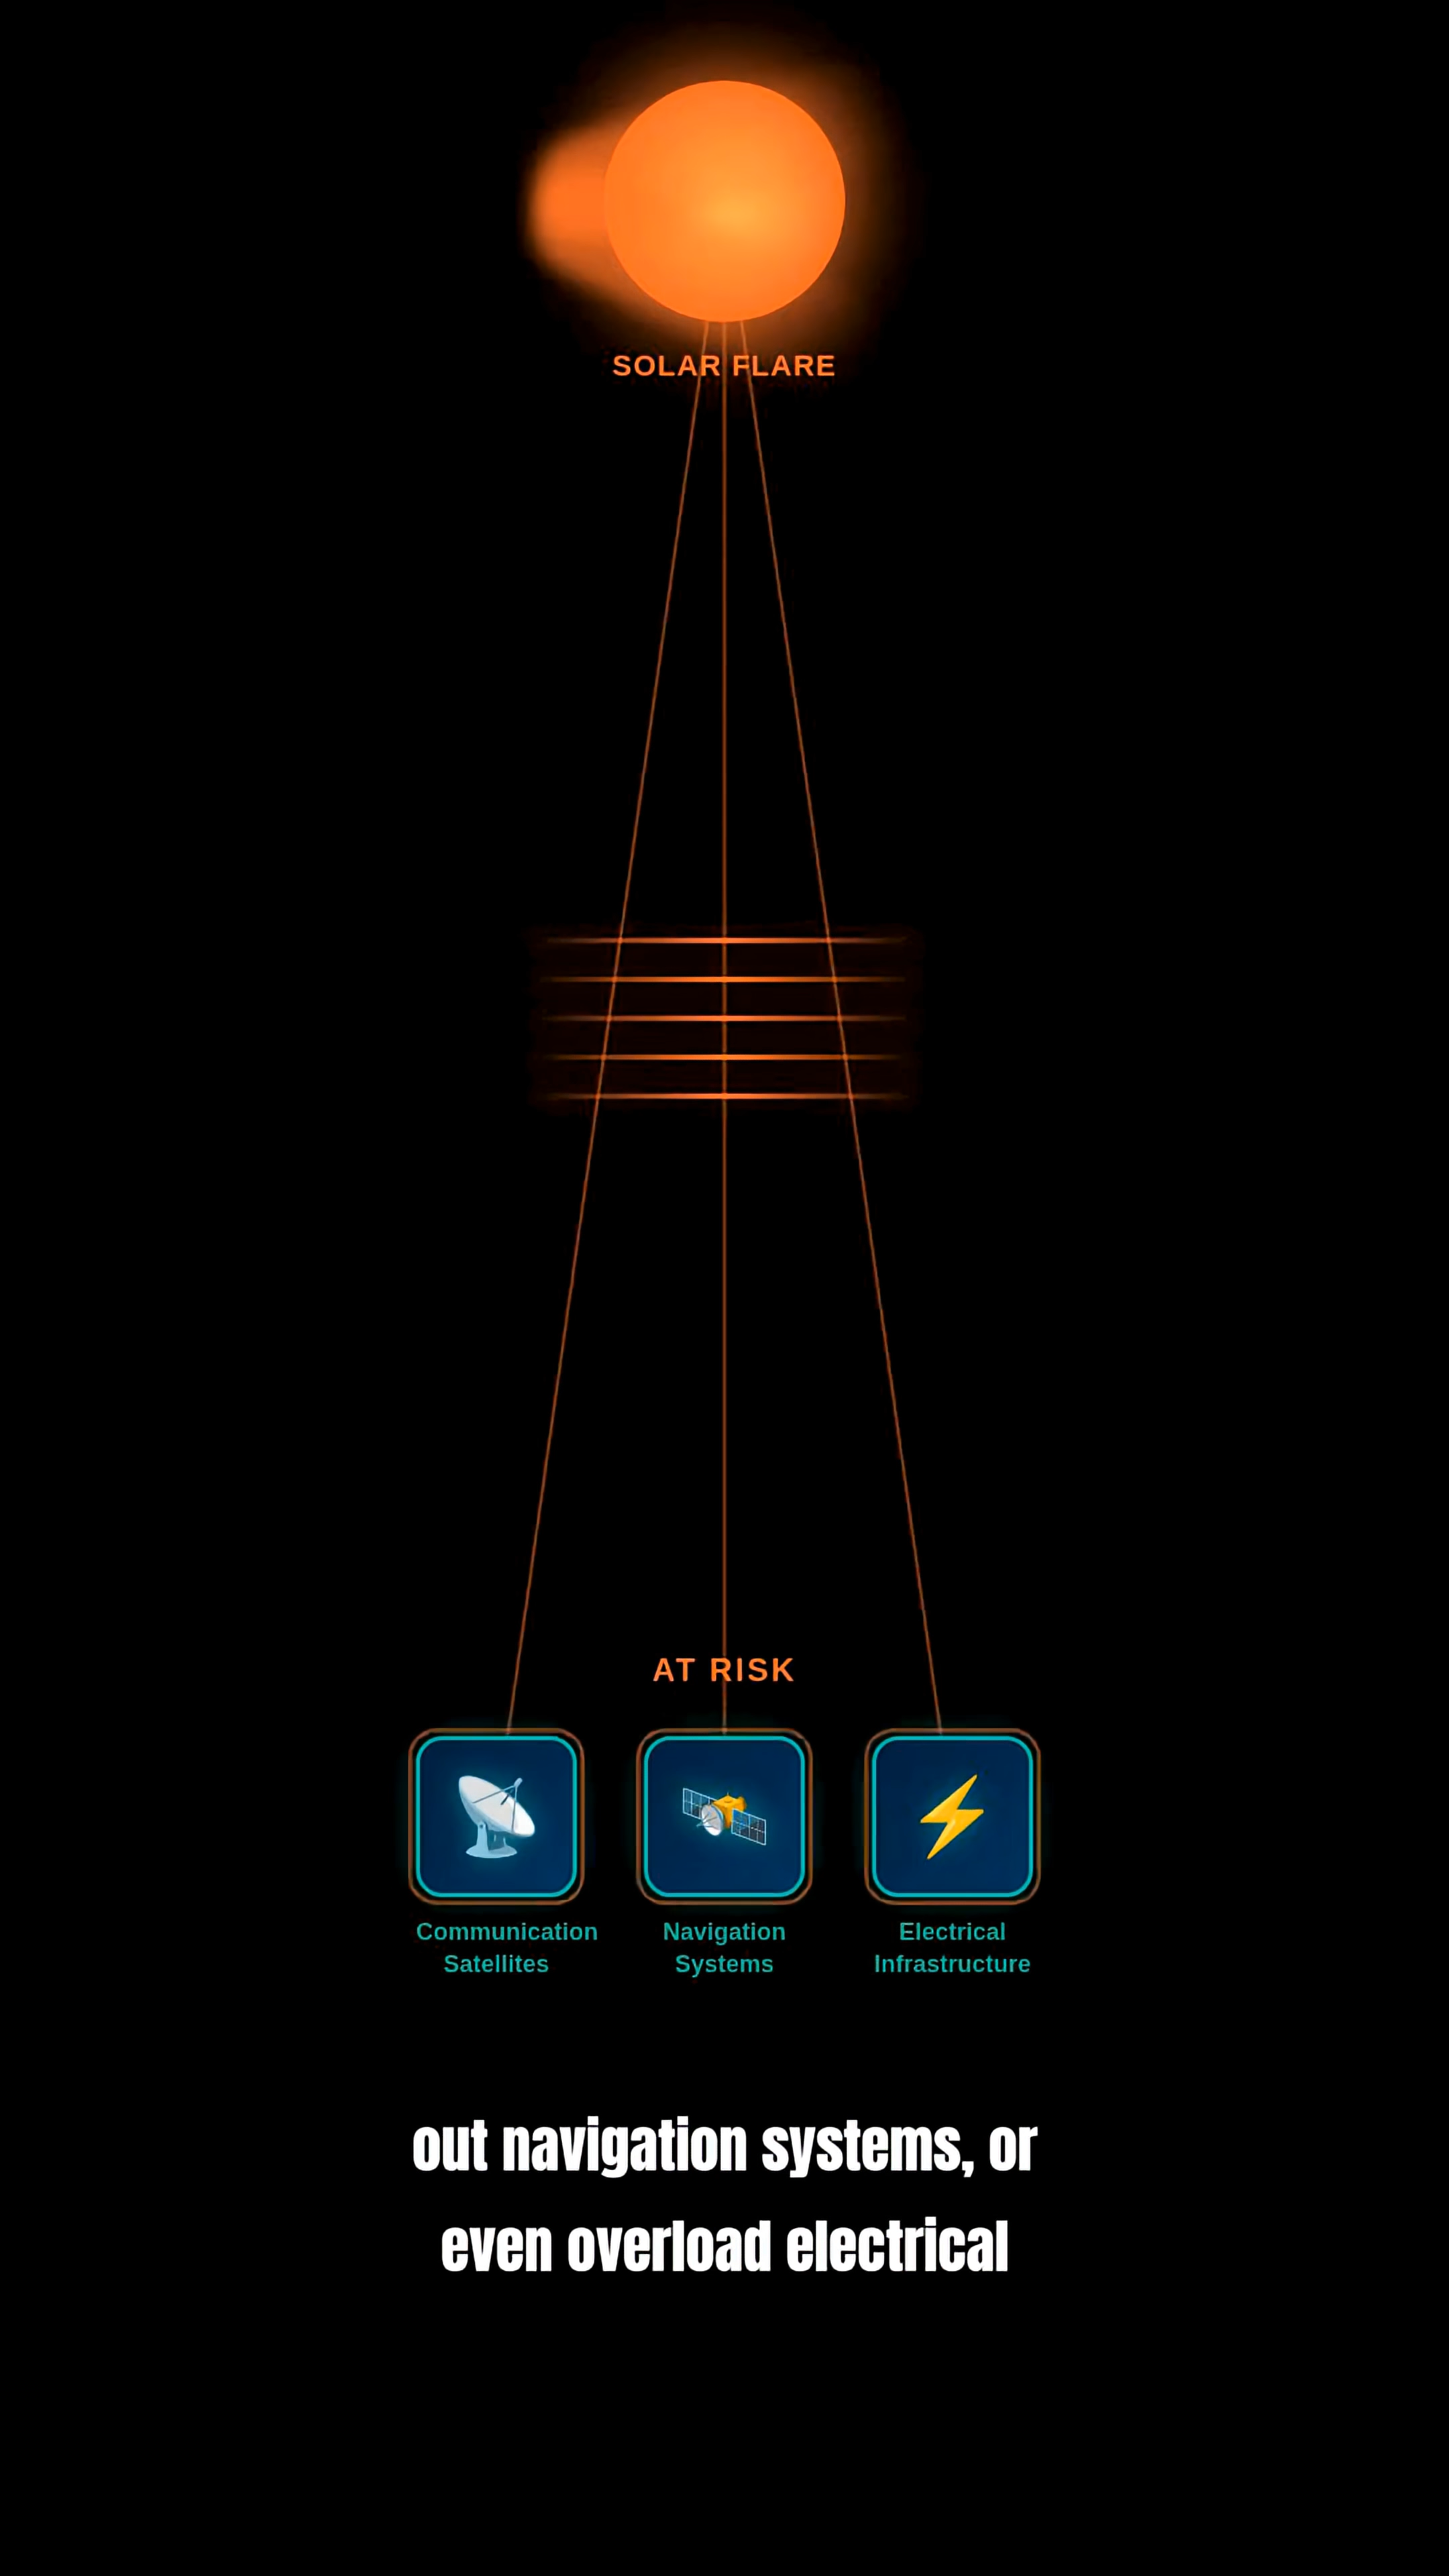 SOLAR FLARE
AT RISK
Communication
Satellites
Navigation
Systems
Electrical
Infrastructure
out navigation systems, or
even overload electrical